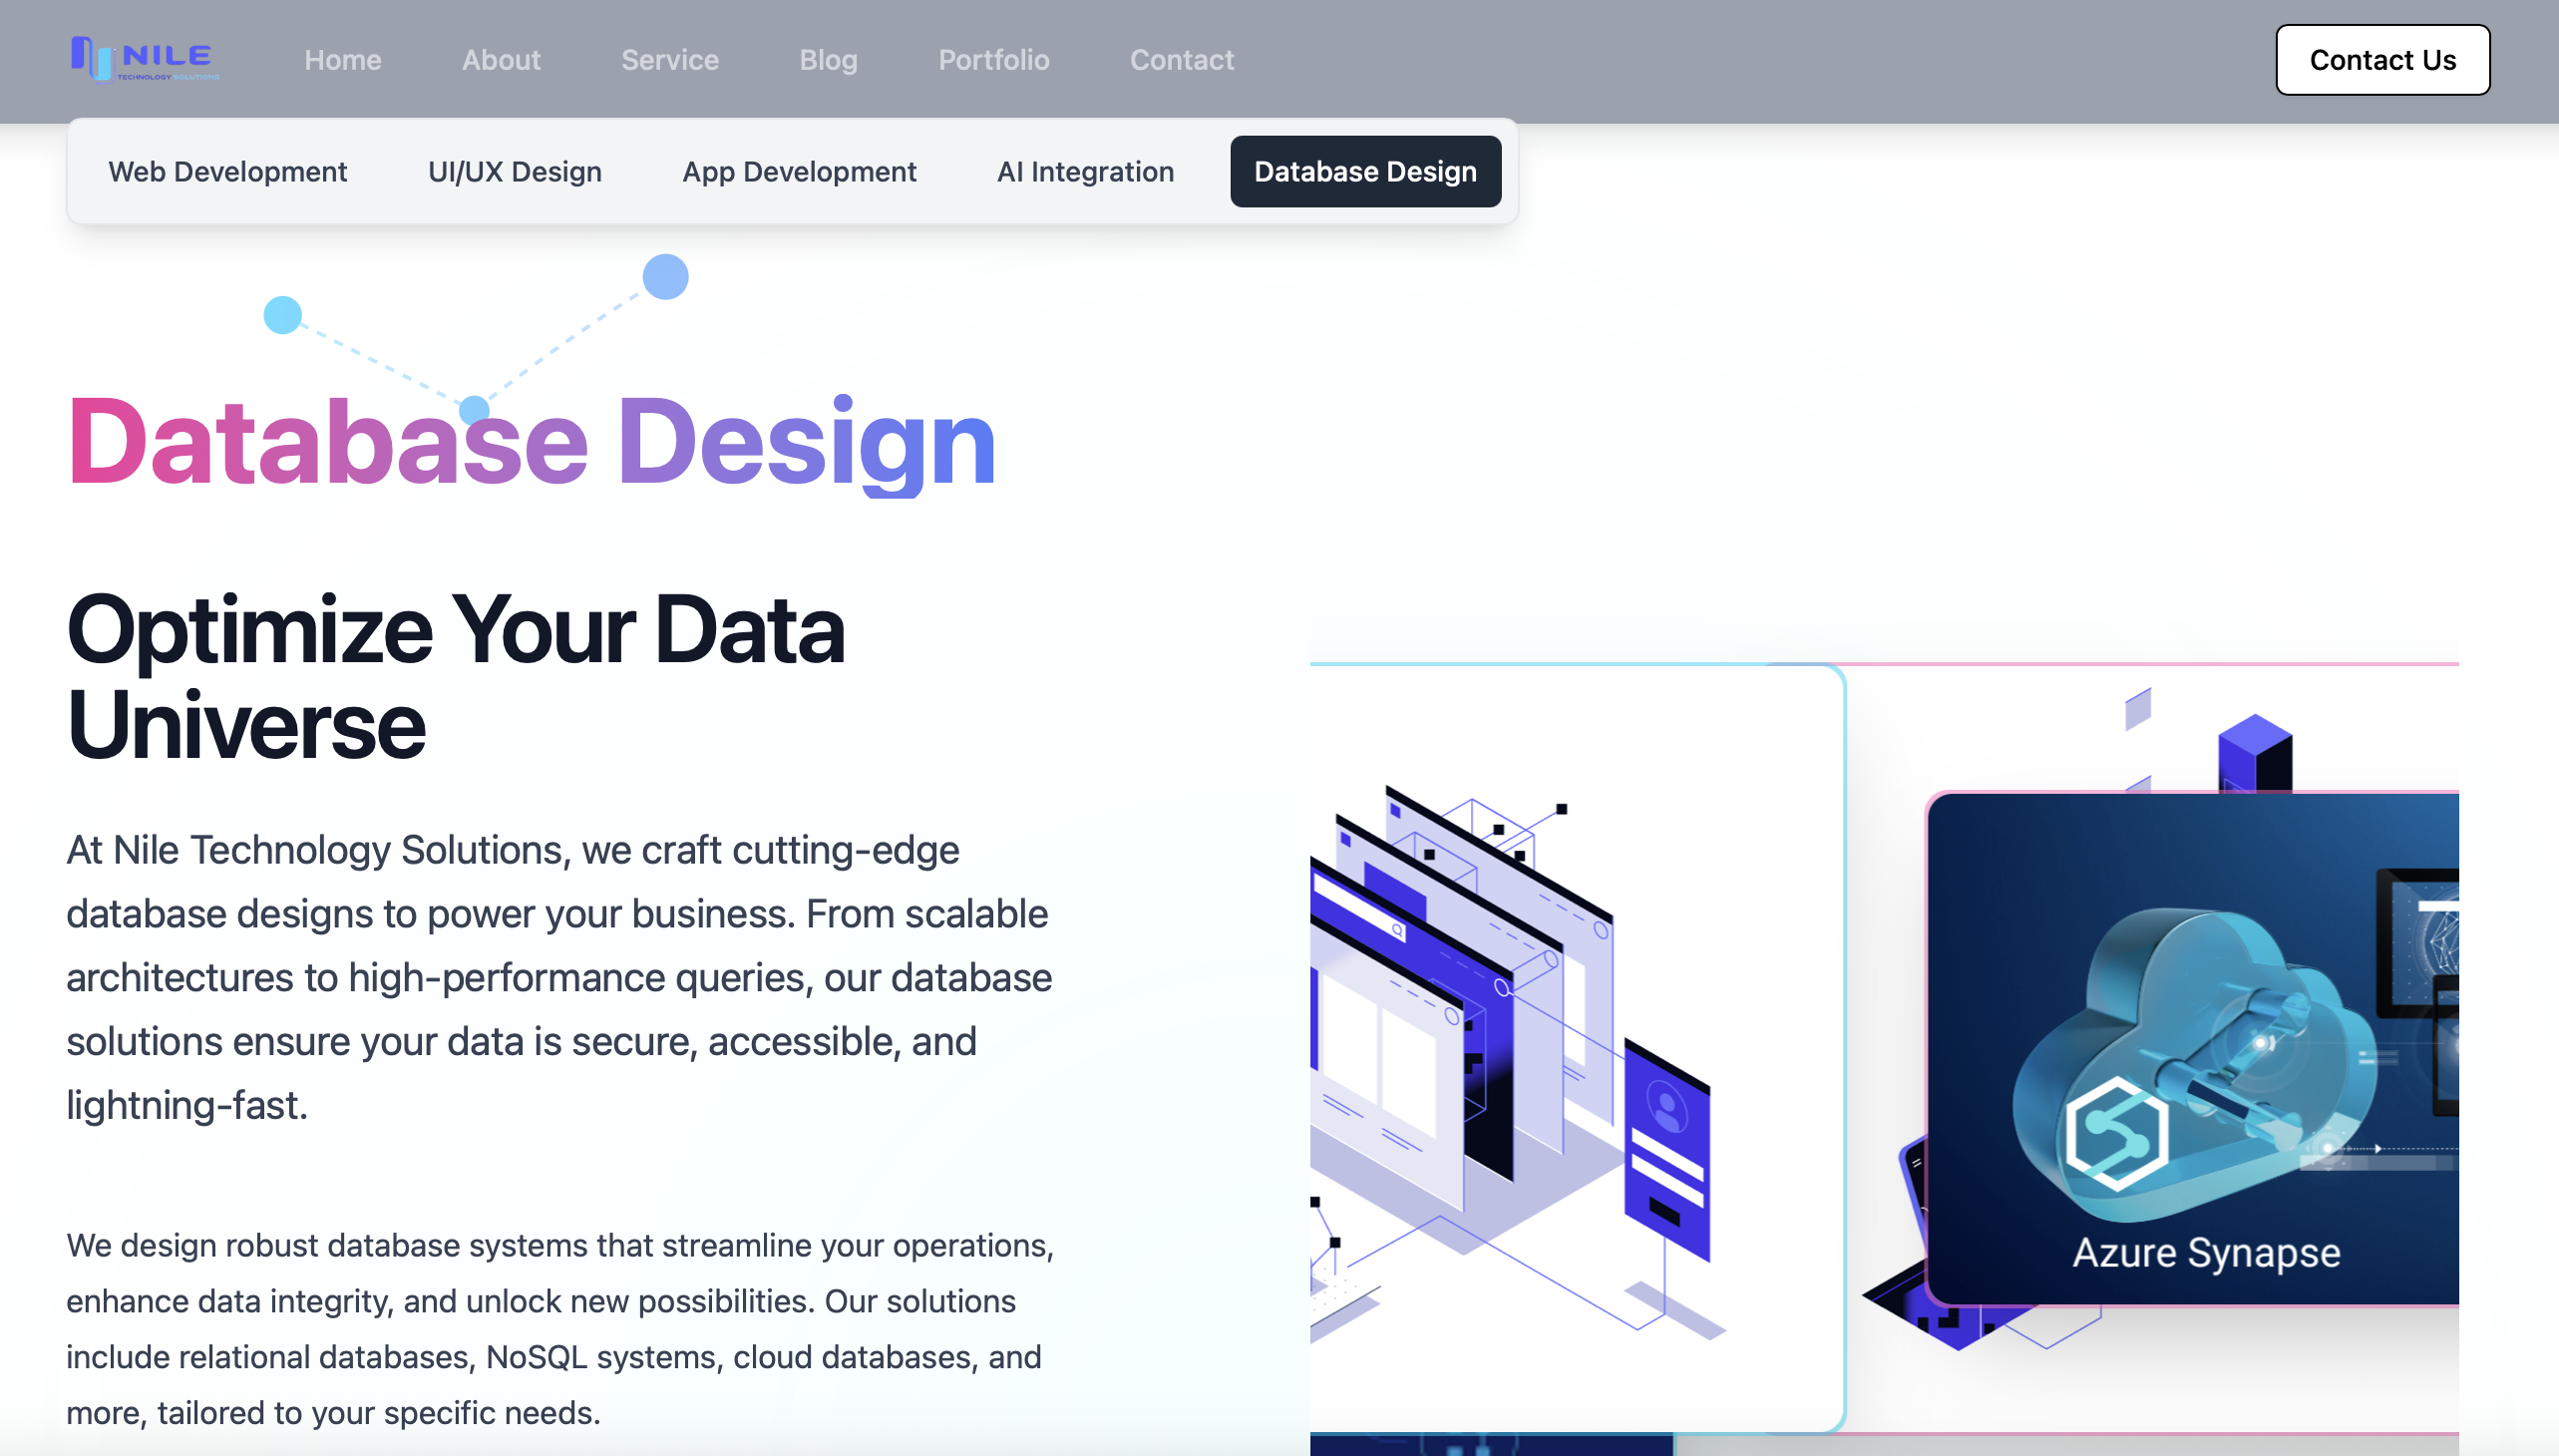 NILE
TECHNOLOGY SOLUTIONS
Home About Service Blog Portfolio Contact
Contact Us
Web Development UI/UX Design App Development AI Integration Database Design
Database Design
Optimize Your Data
Universe
At Nile Technology Solutions, we craft cutting-edge
database designs to power your business. From scalable
architectures to high-performance queries, our database
solutions ensure your data is secure, accessible, and
lightning-fast.
We design robust database systems that streamline your operations,
enhance data integrity, and unlock new possibilities. Our solutions
include relational databases, NoSQL systems, cloud databases, and
more, tailored to your specific needs.
Azure Synapse